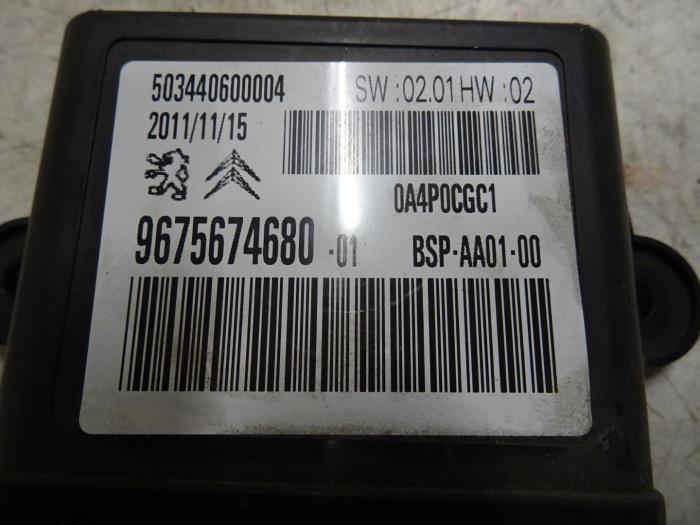 503440600004 SW :02.01 HW :02
2011/11/15
0A4P0CGC1
9675674680 -01 BSP-AA01-00